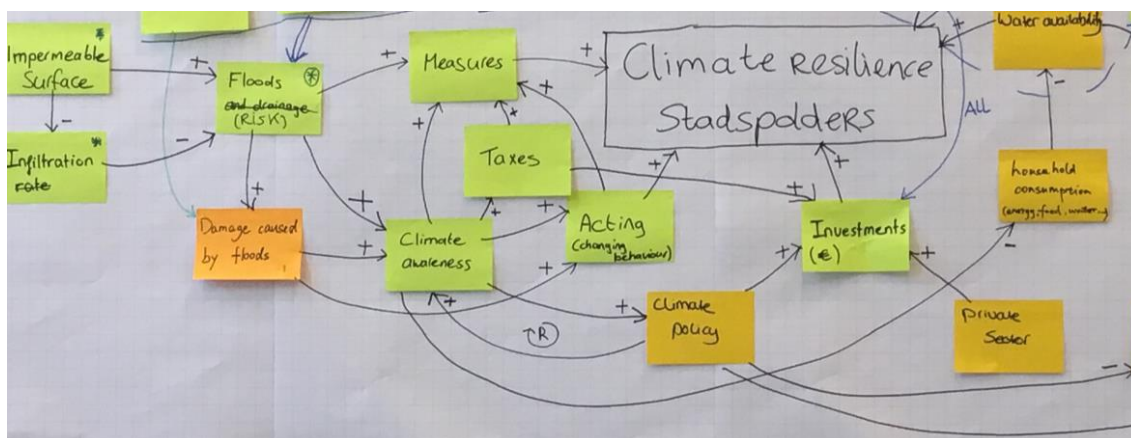 Impermeable
Surface
Infiltration
rate
Floods
and drainage
(RISK)
Measures
Climate Resilience
Stadspolders
Water availability
ALL
Taxes
household
consumption
(energy, food, water...)
Damage caused
by floods
Climate
awareness
Acting
(changing
behaviour)
Investments
(€)
R
Climate
policy
Private
Sector